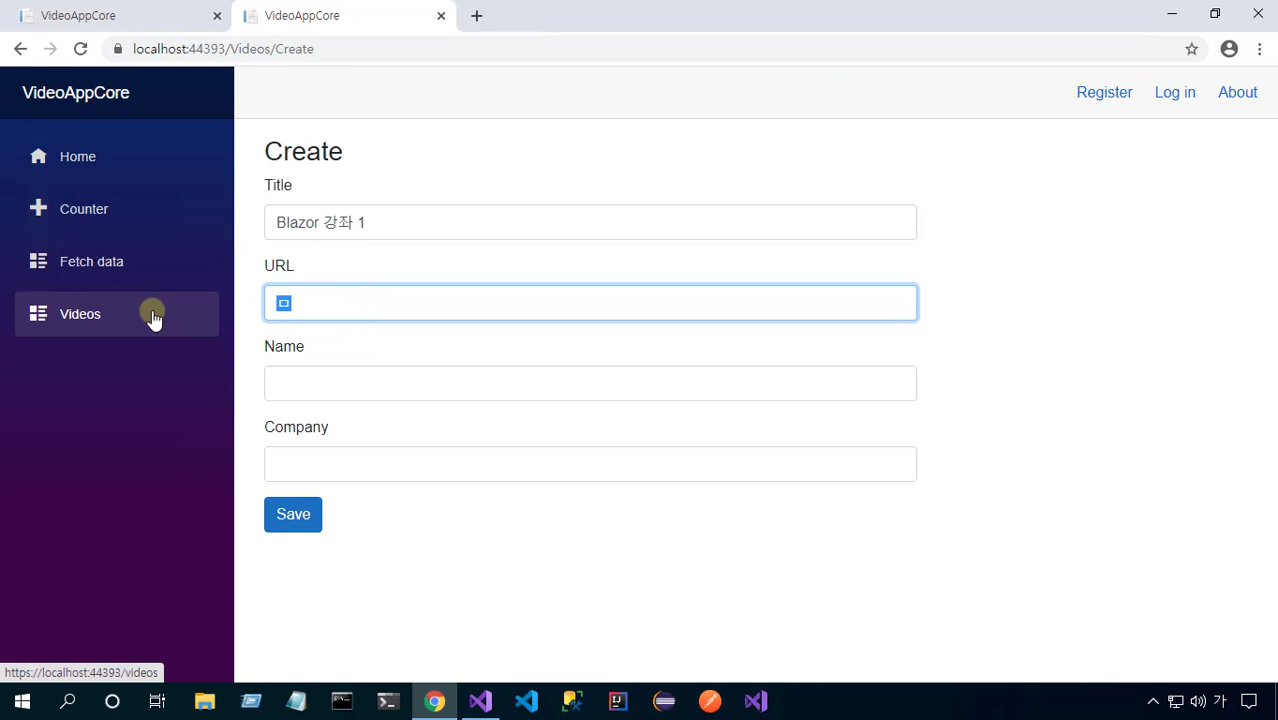 VideoAppCore
VideoAppCore
localhost:44393/Videos/Create
VideoAppCore
Register
Log in
About
Home
Counter
Fetch data
Videos
Create
Title
Blazor 강좌 1
URL
ㅁ
Name
Company
Save
https://localhost:44393/videos
가